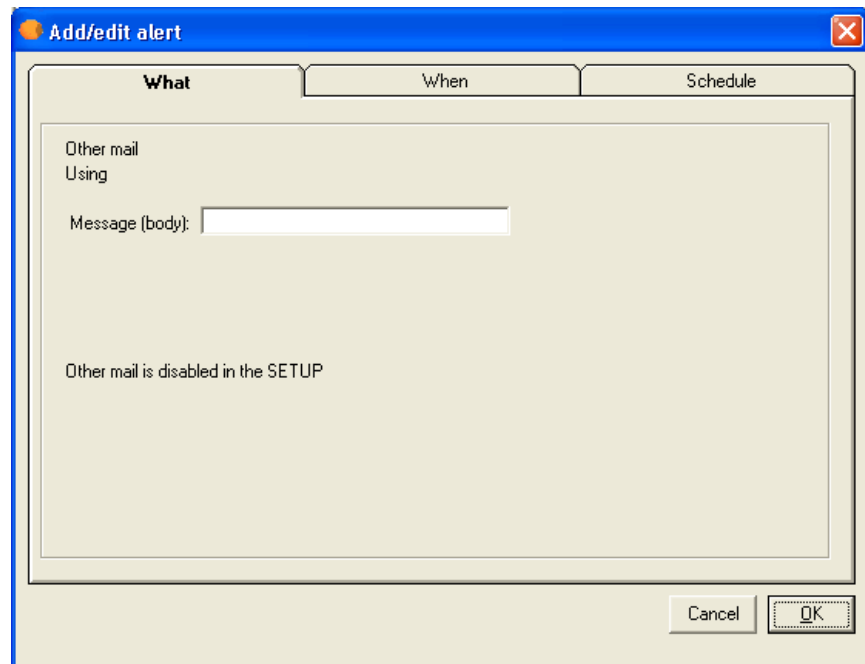 Add/edit alert
What
When
Schedule
Other mail
Using
Message (body):
Other mail is disabled in the SETUP
Cancel
OK